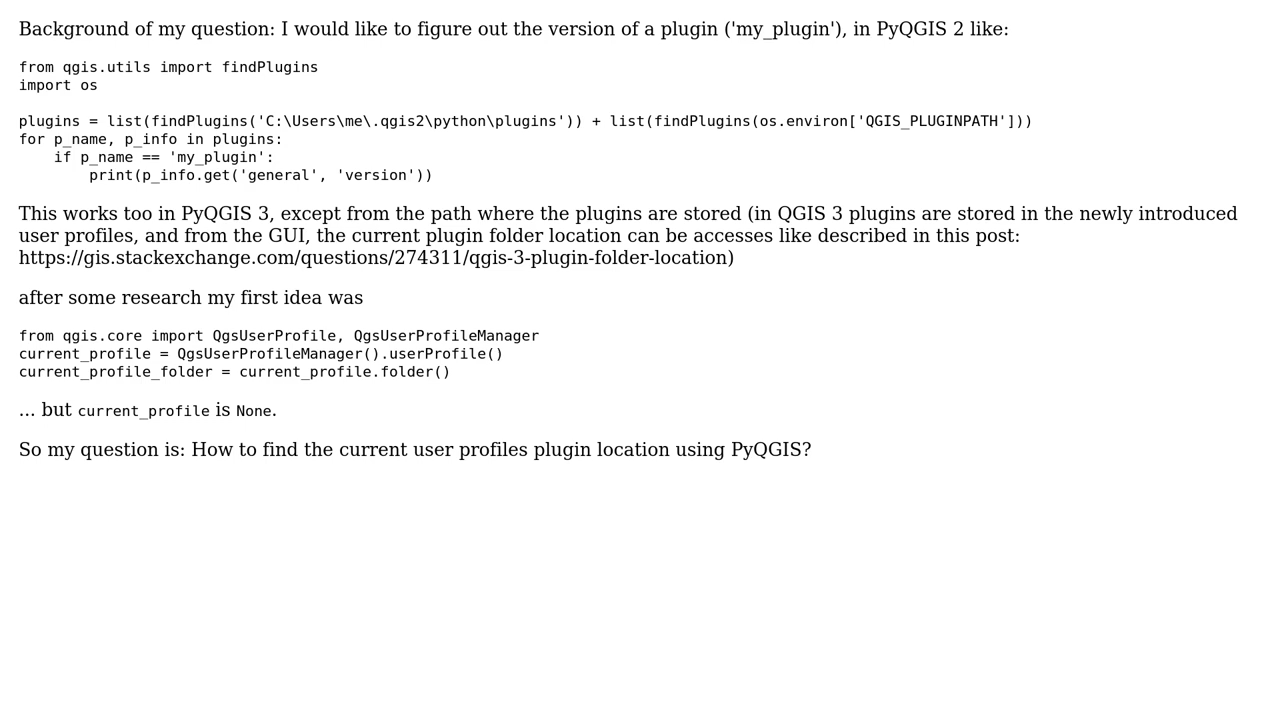 Background of my question: I would like to figure out the version of a plugin ('my_plugin'), in PyQGIS 2 like:
from qgis.utils import findPlugins
import os
plugins = list(findPlugins('C:\Users\me\.qgis2\python\plugins')) + list(findPlugins(os.environ['QGIS_PLUGINPATH']))
for p_name, p_info in plugins:
    if p_name == 'my_plugin':
        print(p_info.get('general', 'version'))
This works too in PyQGIS 3, except from the path where the plugins are stored (in QGIS 3 plugins are stored in the newly introduced
user profiles, and from the GUI, the current plugin folder location can be accesses like described in this post:
https://gis.stackexchange.com/questions/274311/qgis-3-plugin-folder-location)
after some research my first idea was
from qgis.core import QgsUserProfile, QgsUserProfileManager
current_profile = QgsUserProfileManager().userProfile()
current_profile_folder = current_profile.folder()
... but current_profile is None.
So my question is: How to find the current user profiles plugin location using PyQGIS?